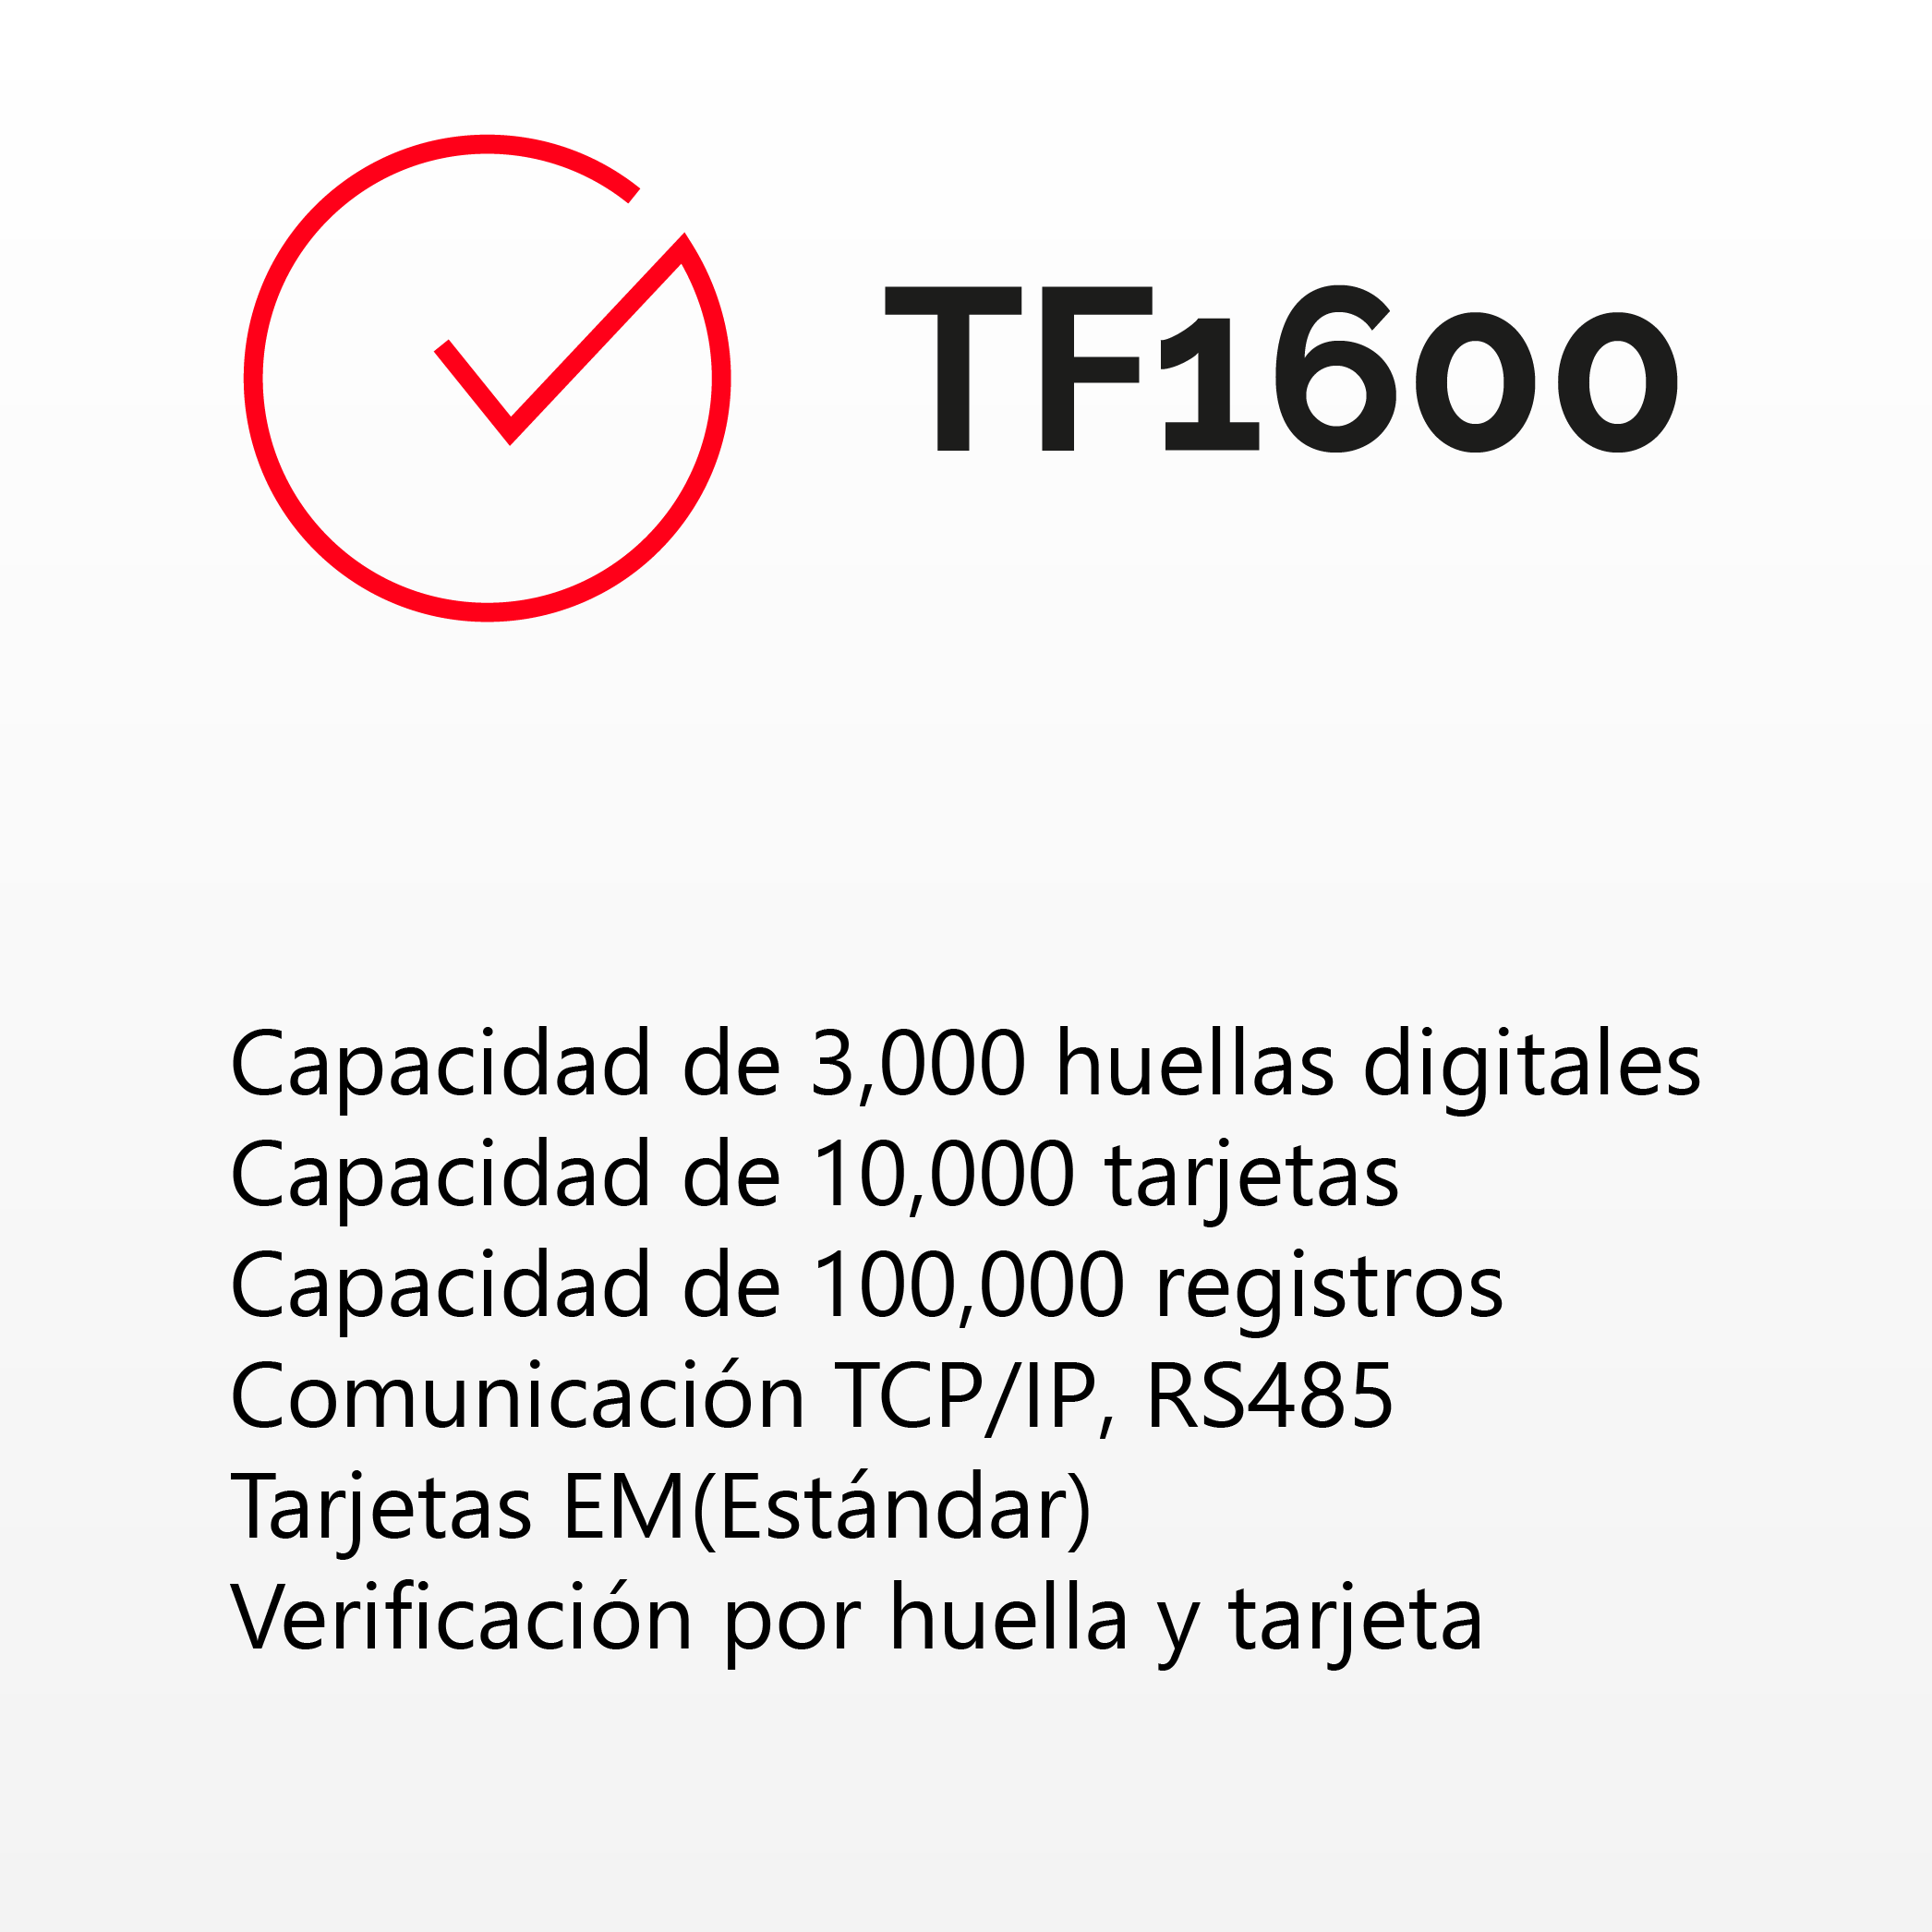 TF1600
Capacidad de 3,000 huellas digitales
Capacidad de 10,000 tarjetas
Capacidad de 100,000 registros
Comunicación TCP/IP, RS485
Tarjetas EM(Estándar)
Verificación por huella y tarjeta